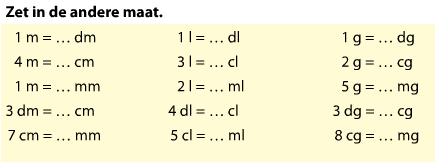 Zet in de andere maat.
1 m = … dm 1 l = … dl 1 g = … dg
4 m = … cm 3 l = … cl 2 g = … cg
1 m = … mm 2 l = … ml 5 g = … mg
3 dm = … cm 4 dl = … cl 3 dg = … cg
7 cm = … mm 5 cl = … ml 8 cg = … mg